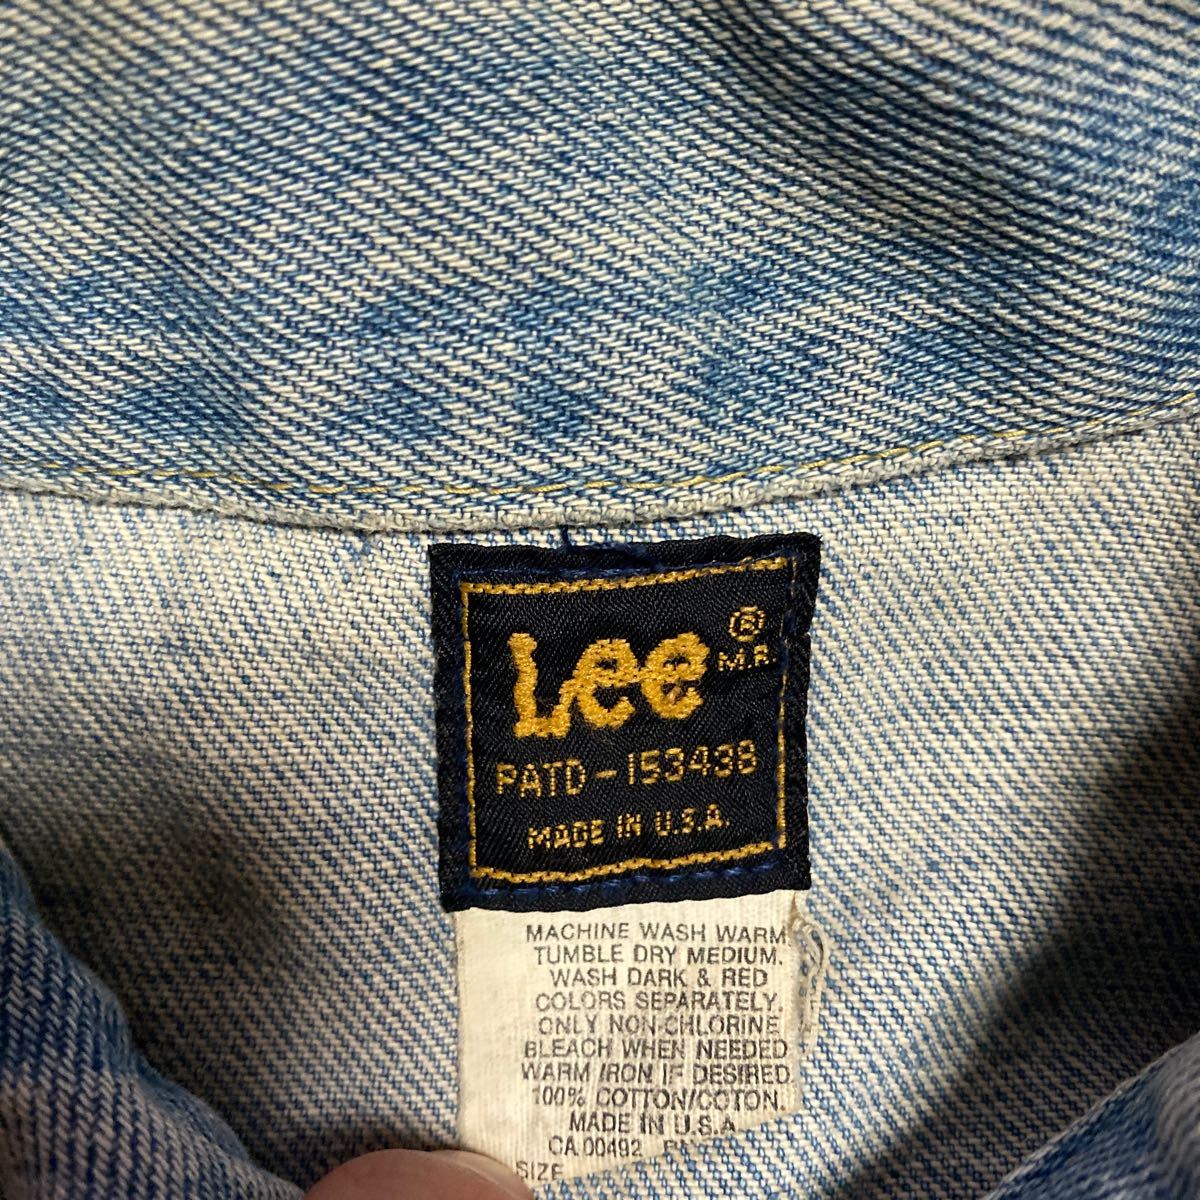 Lee ®
M.R.
PATD-153438
MADE IN U.S.A.
MACHINE WASH WARM
TUMBLE DRY MEDIUM.
WASH DARK & RED
COLORS SEPARATELY.
ONLY NON-CHLORINE
BLEACH WHEN NEEDED
WARM IRON IF DESIRED
100% COTTON/COTON.
MADE IN U.S.A
CA 00492
SIZE